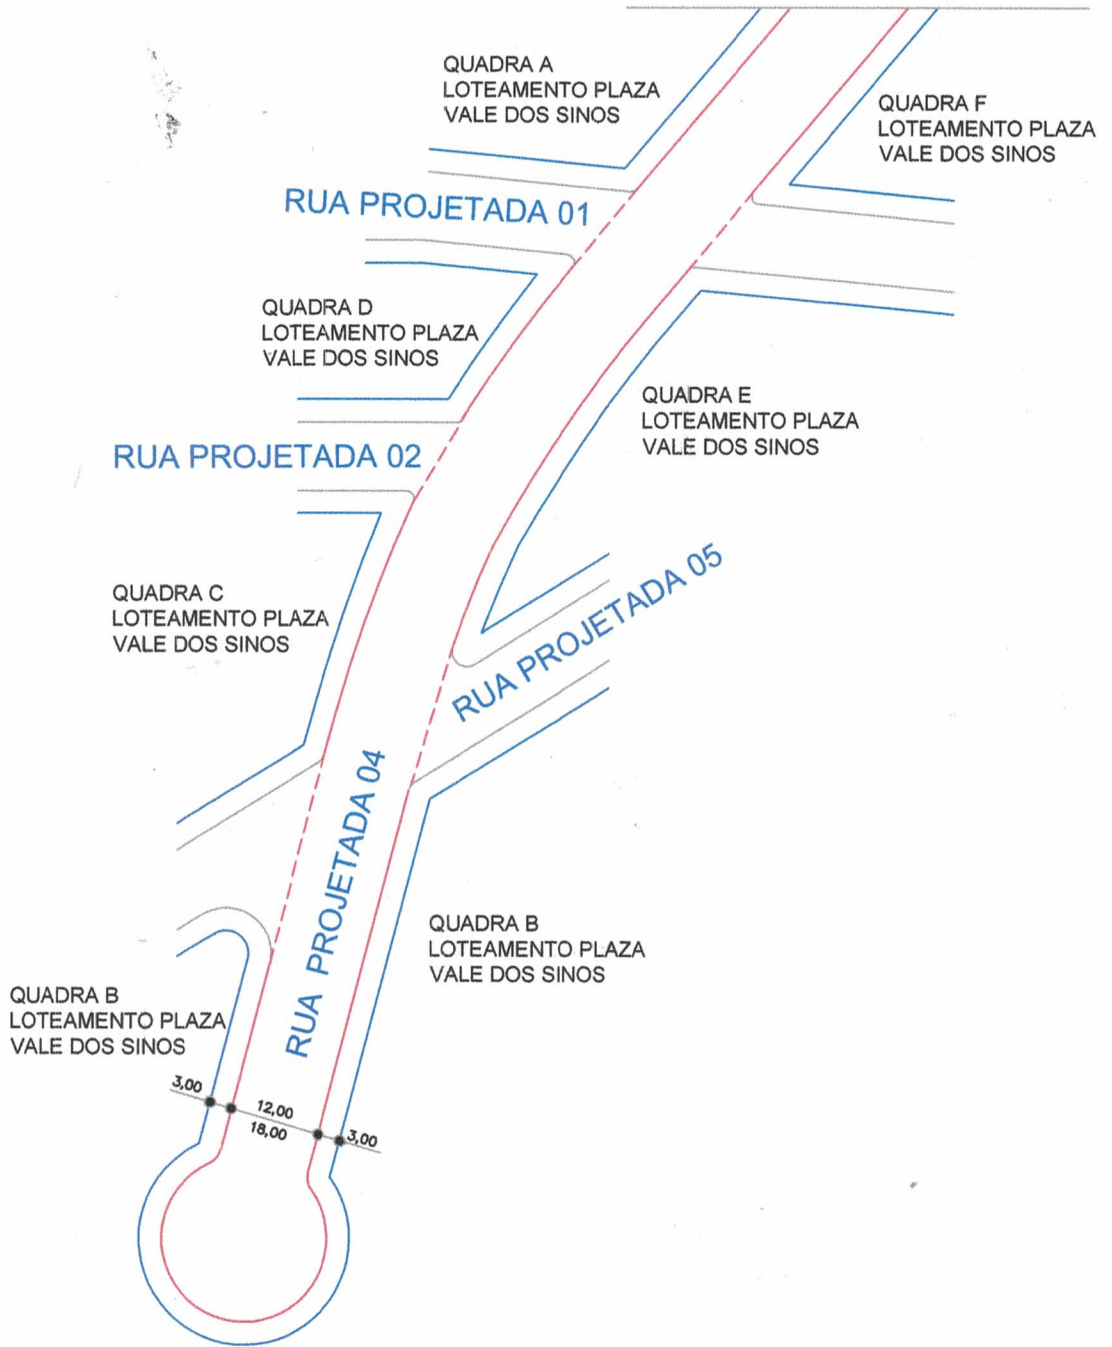 QUADRA A
LOTEAMENTO PLAZA
VALE DOS SINOS
QUADRA F
LOTEAMENTO PLAZA
VALE DOS SINOS
RUA PROJETADA 01
QUADRA D
LOTEAMENTO PLAZA
VALE DOS SINOS
QUADRA E
LOTEAMENTO PLAZA
VALE DOS SINOS
RUA PROJETADA 02
QUADRA C
LOTEAMENTO PLAZA
VALE DOS SINOS
RUA PROJETADA 05
RUA PROJETADA 04
QUADRA B
LOTEAMENTO PLAZA
VALE DOS SINOS
QUADRA B
LOTEAMENTO PLAZA
VALE DOS SINOS
3,00
12,00
18,00
3,00